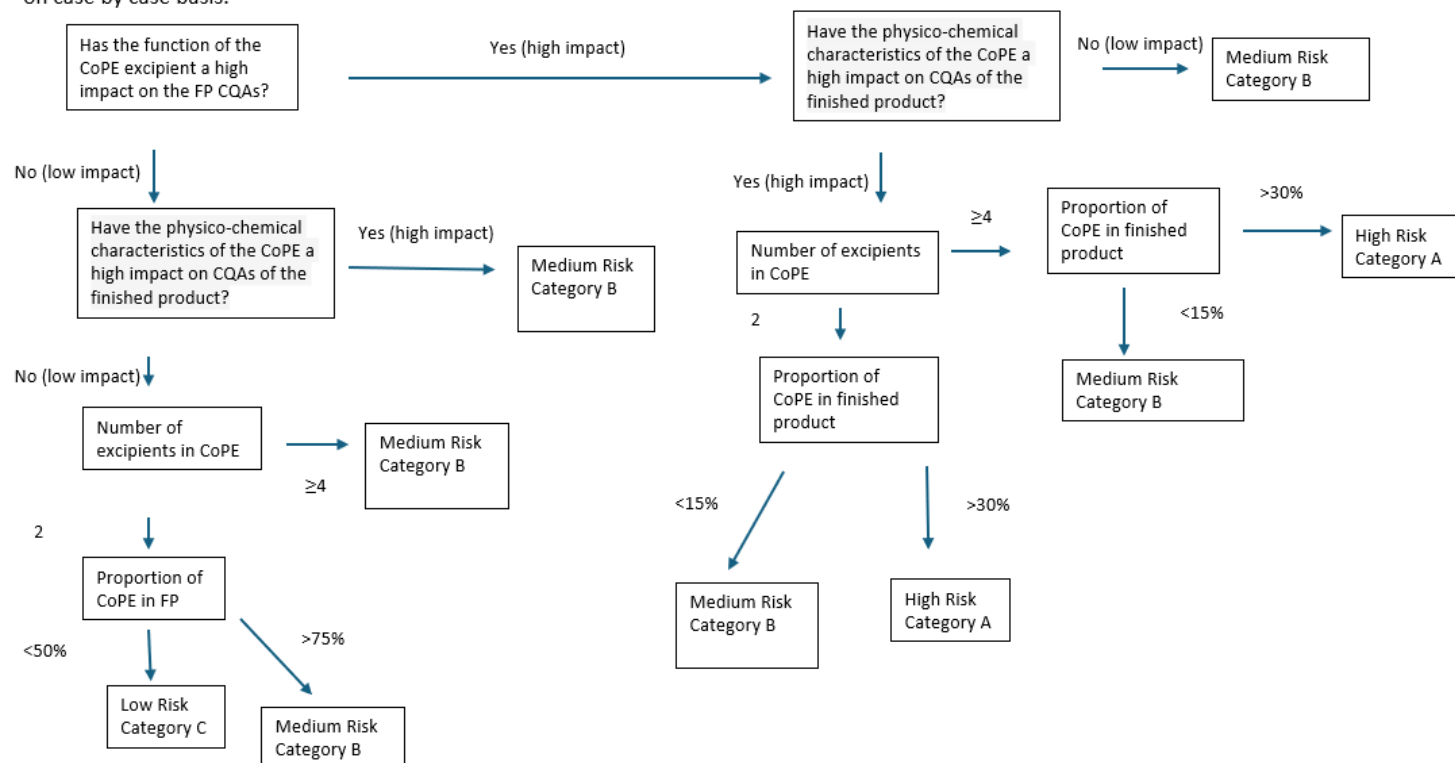 on case by case basis.
Has the function of the
CoPE excipient a high
impact on the FP CQAs?
Yes (high impact)
Have the physico-chemical
characteristics of the CoPE a
high impact on CQAs of the
finished product?
No (low impact)
Medium Risk
Category B
No (low impact)
Have the physico-chemical
characteristics of the CoPE a
high impact on CQAs of the
finished product?
Yes (high impact)
Medium Risk
Category B
Yes (high impact)
Number of excipients
in CoPE
≥4
Proportion of
CoPE in finished
product
>30%
High Risk
Category A
<15%
Medium Risk
Category B
2
Proportion of
CoPE in finished
product
<15%
Medium Risk
Category B
>30%
High Risk
Category A
No (low impact)
Number of
excipients in CoPE
≥4
Medium Risk
Category B
2
Proportion of
CoPE in FP
<50%
Low Risk
Category C
>75%
Medium Risk
Category B